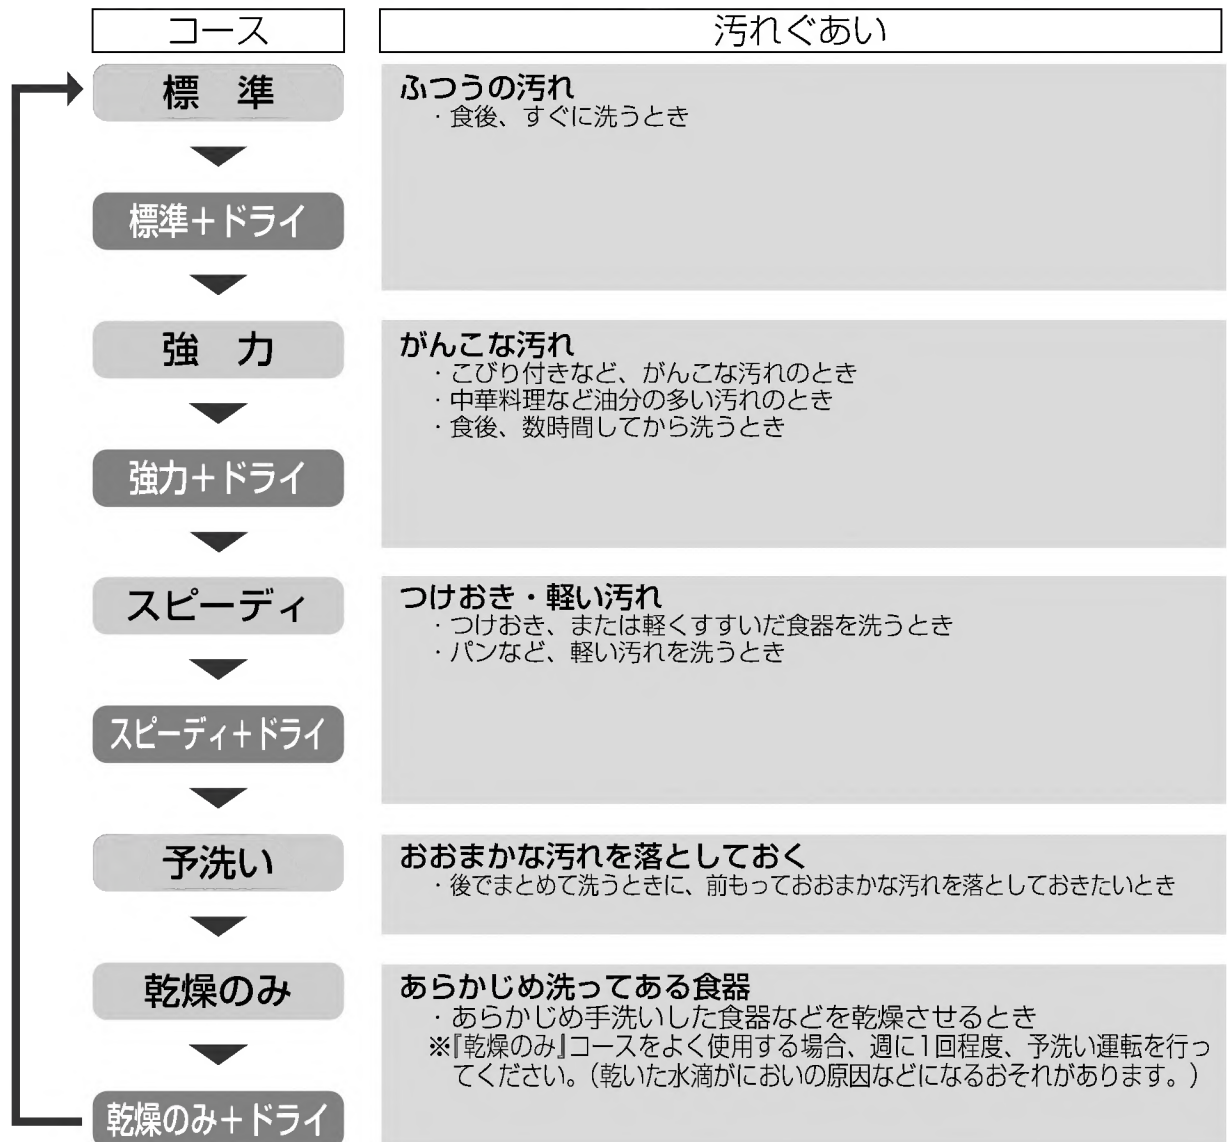 コース
汚れぐあい
標 準
ふつうの汚れ
・食後、すぐに洗うとき
標準＋ドライ
強 力
がんこな汚れ
・こびり付きなど、がんこな汚れのとき
・中華料理など油分の多い汚れのとき
・食後、数時間してから洗うとき
強力＋ドライ
スピーディ
つけおき・軽い汚れ
・つけおき、または軽くすすいだ食器を洗うとき
・パンなど、軽い汚れを洗うとき
スピーディ＋ドライ
予洗い
おおまかな汚れを落としておく
・後でまとめて洗うときに、前もっておおまかな汚れを落としておきたいとき
乾燥のみ
あらかじめ洗ってある食器
・あらかじめ手洗いした食器などを乾燥させるとき
※『乾燥のみ』コースをよく使用する場合、週に1回程度、予洗い運転を行っ
てください。（乾いた水滴がにおいの原因などになるおそれがあります。）
乾燥のみ＋ドライ